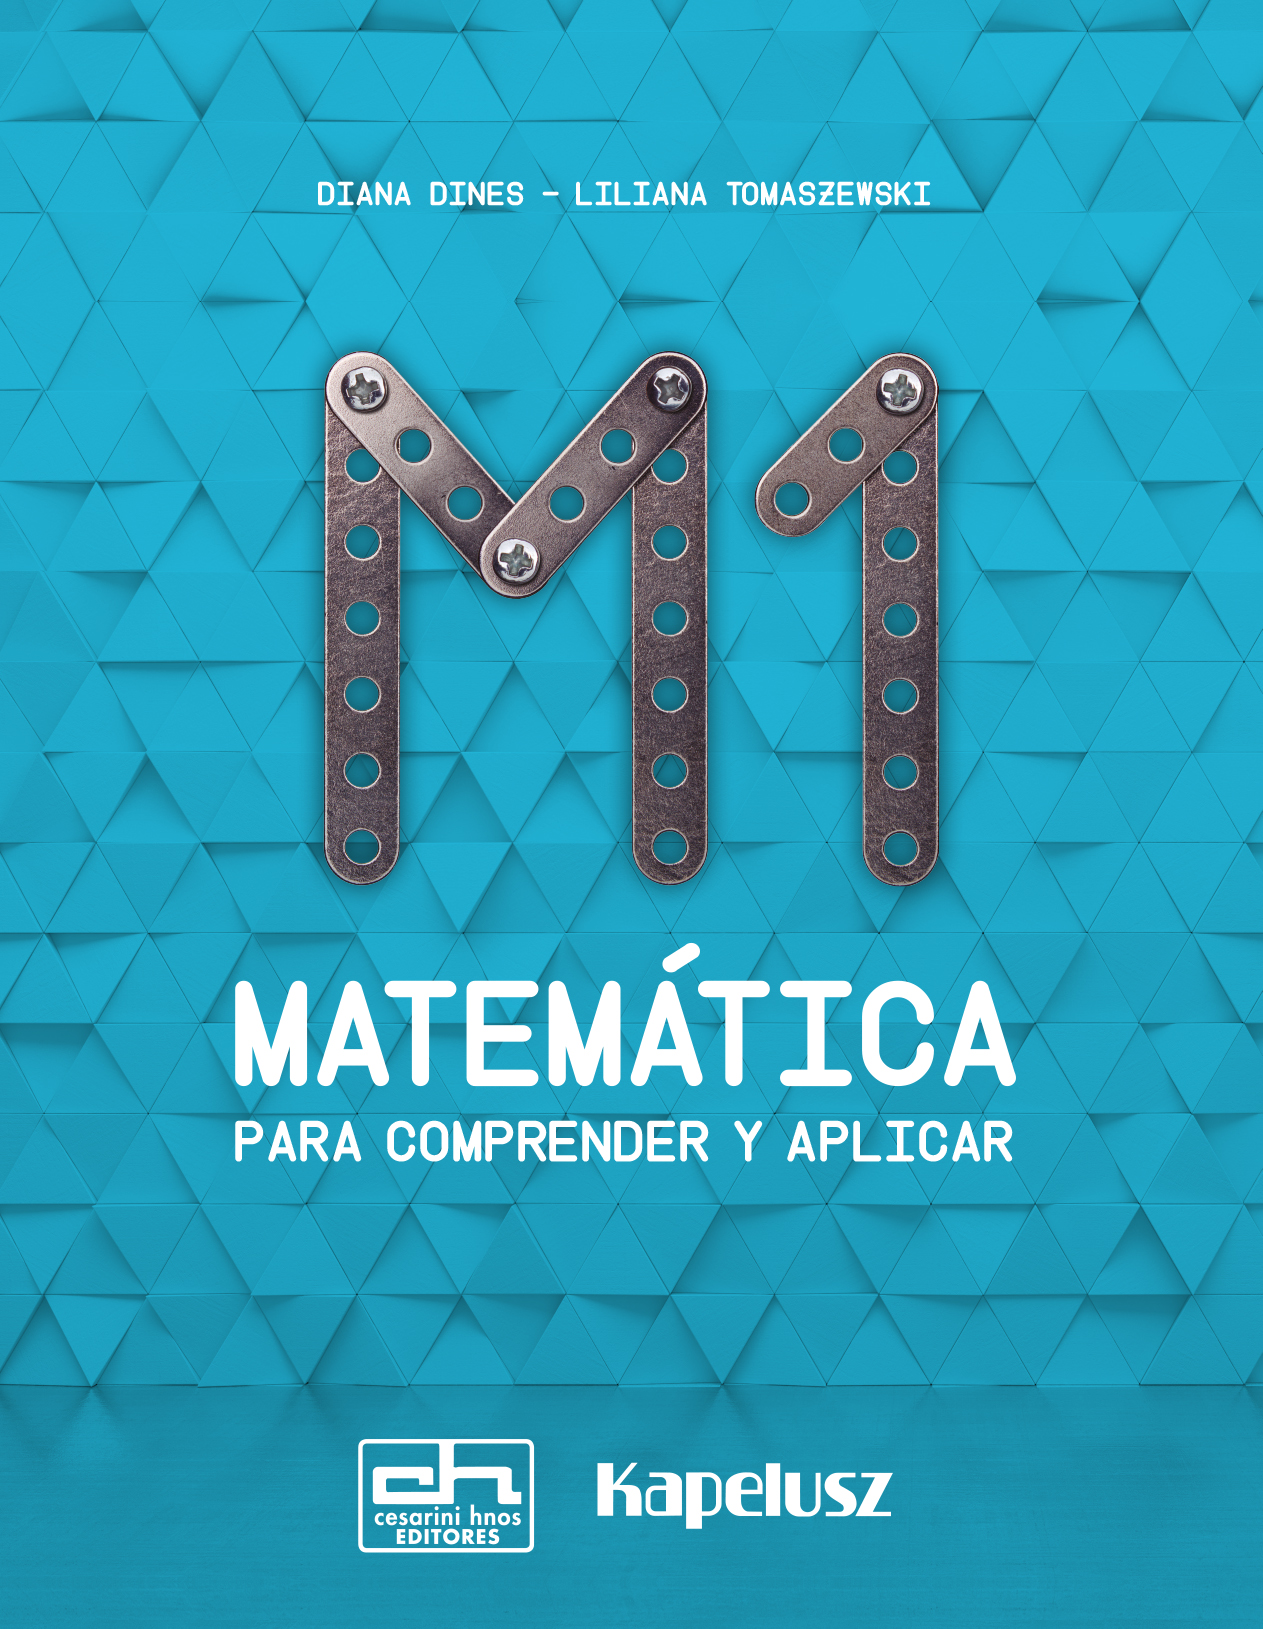 DIANA DINES - LILIANA TOMASZEWSKI
M1
MATEMÁTICA
PARA COMPRENDER Y APLICAR
ch
cesarini hnos
EDITORES
Kapelusz